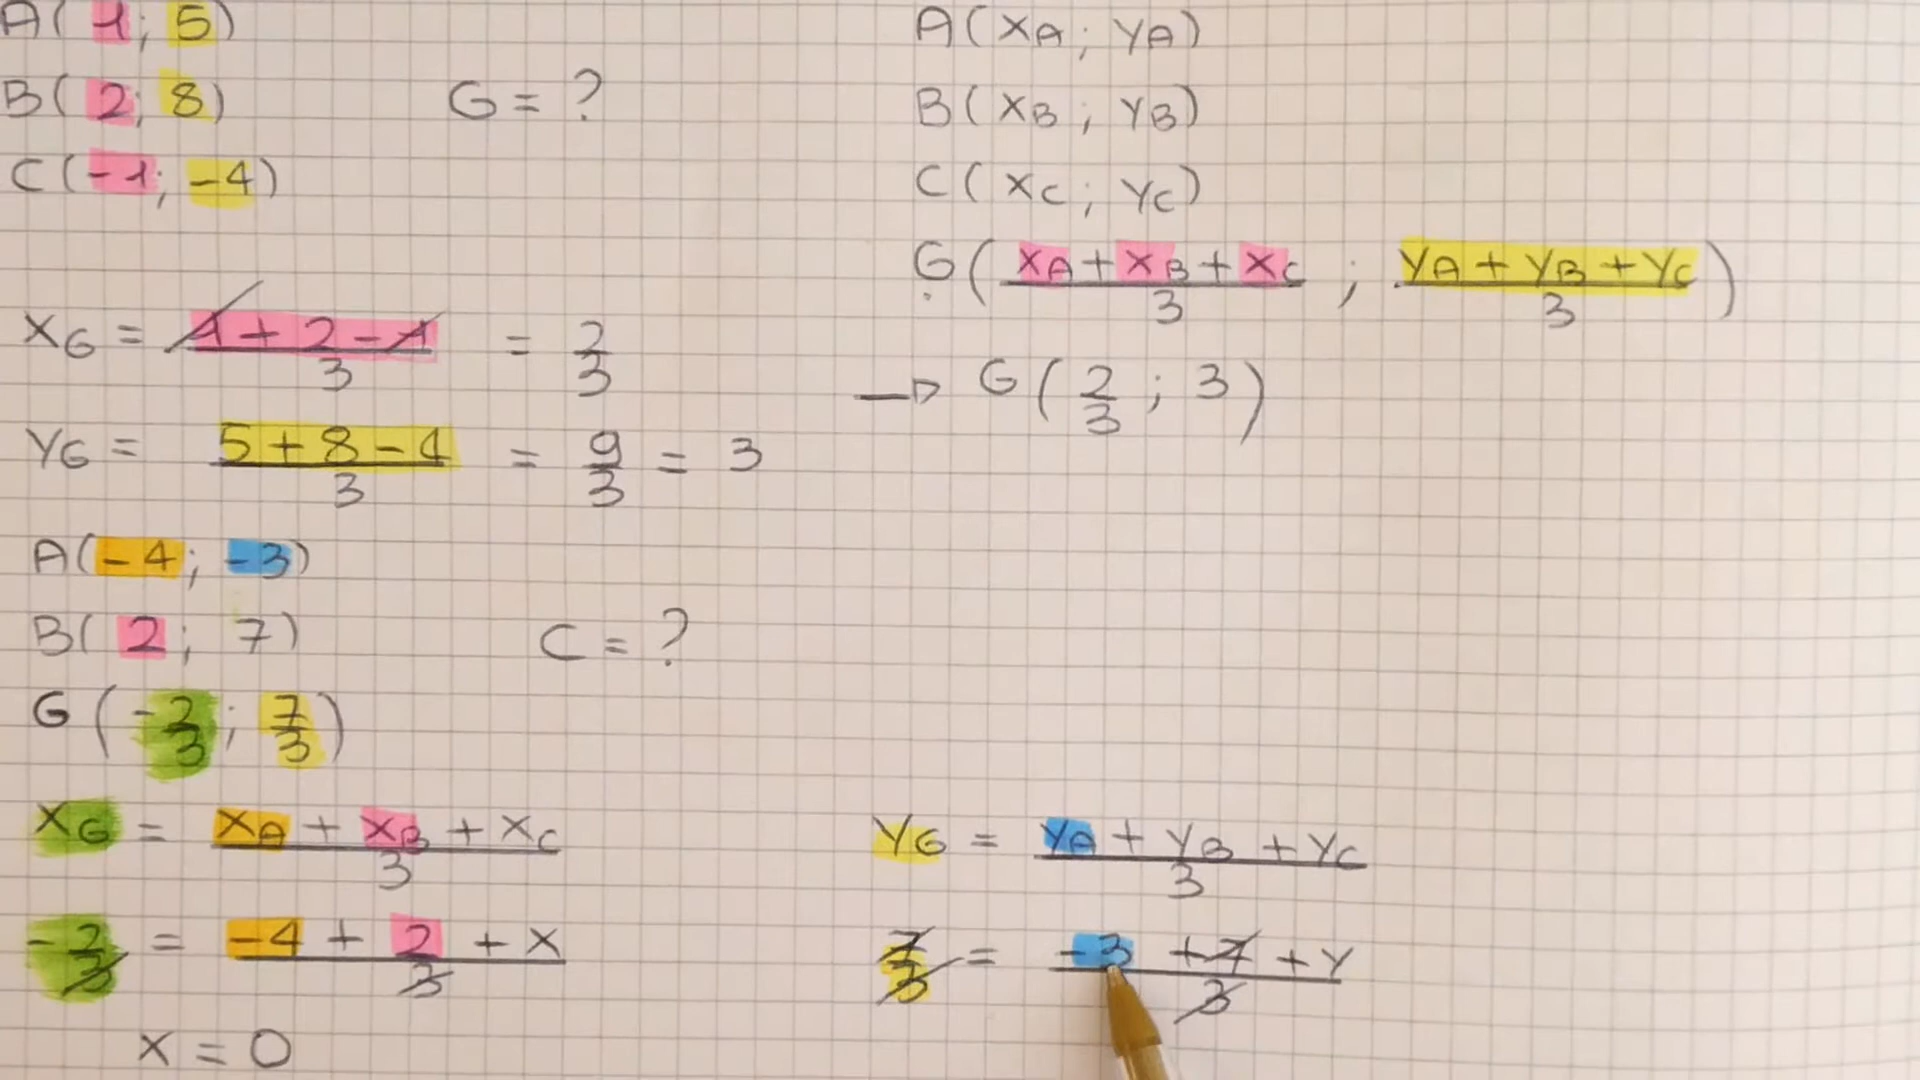 A( 1; 5)
B( 2; 8)
C( -1; -4)
G = ?
A( XA; YA)
B( XB; YB)
C( XC; YC)
G( XA + XB + XC / 3 ; YA + YB + YC / 3 )
XG = 1 + 2 - 1 / 3 = 2/3
→ G( 2/3 ; 3 )
YG = 5 + 8 - 4 / 3 = 9/3 = 3
A( -4; -3)
B( 2; 7)
C = ?
G( -2/3 ; 7/3 )
XG = XA + XB + XC / 3
YG = YA + YB + YC / 3
-2/3 = -4 + 2 + X / 3
7/3 = -3 + 7 + Y / 3
X = 0